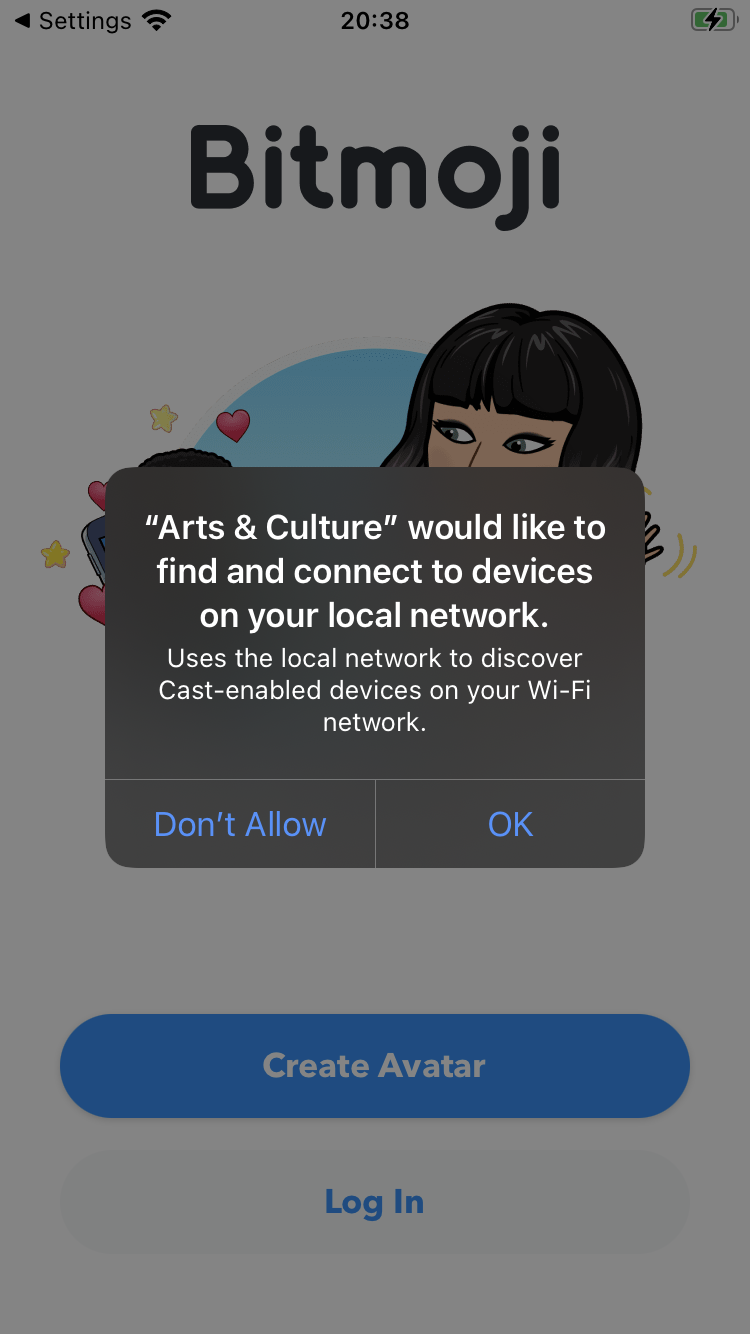 Settings
20:38
Bitmoji
“Arts & Culture” would like to
find and connect to devices
on your local network.
Uses the local network to discover
Cast-enabled devices on your Wi-Fi
network.
Don’t Allow
OK
Create Avatar
Log In